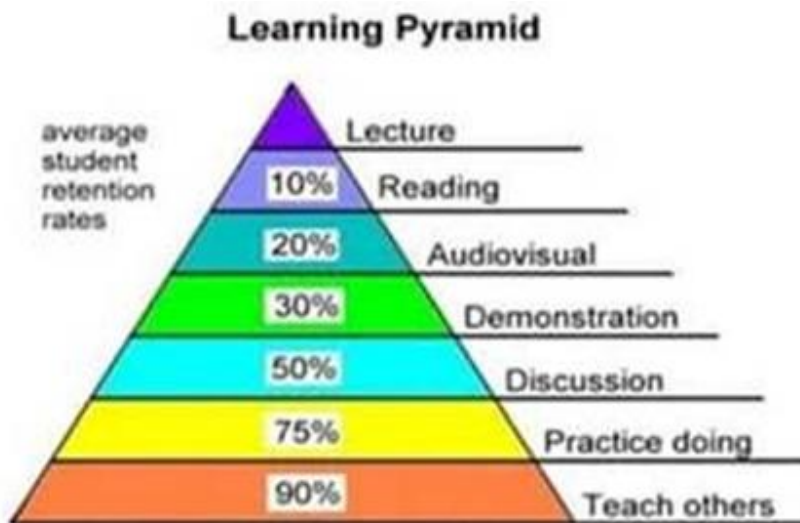 Learning Pyramid
average
student
retention
rates
Lecture
10% Reading
20% Audiovisual
30% Demonstration
50% Discussion
75% Practice doing
90% Teach others